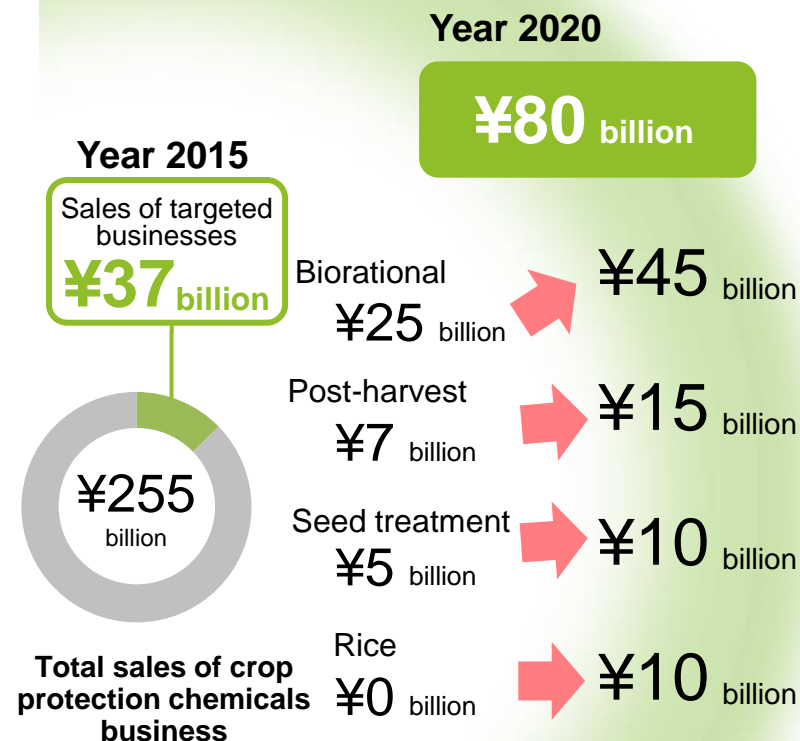 Year 2020
¥80 billion
Year 2015
Sales of targeted
businesses
¥37 billion
¥255
billion
Total sales of crop
protection chemicals
business
Biorational
¥25 billion
¥45 billion
Post-harvest
¥7 billion
¥15 billion
Seed treatment
¥5 billion
¥10 billion
Rice
¥0 billion
¥10 billion